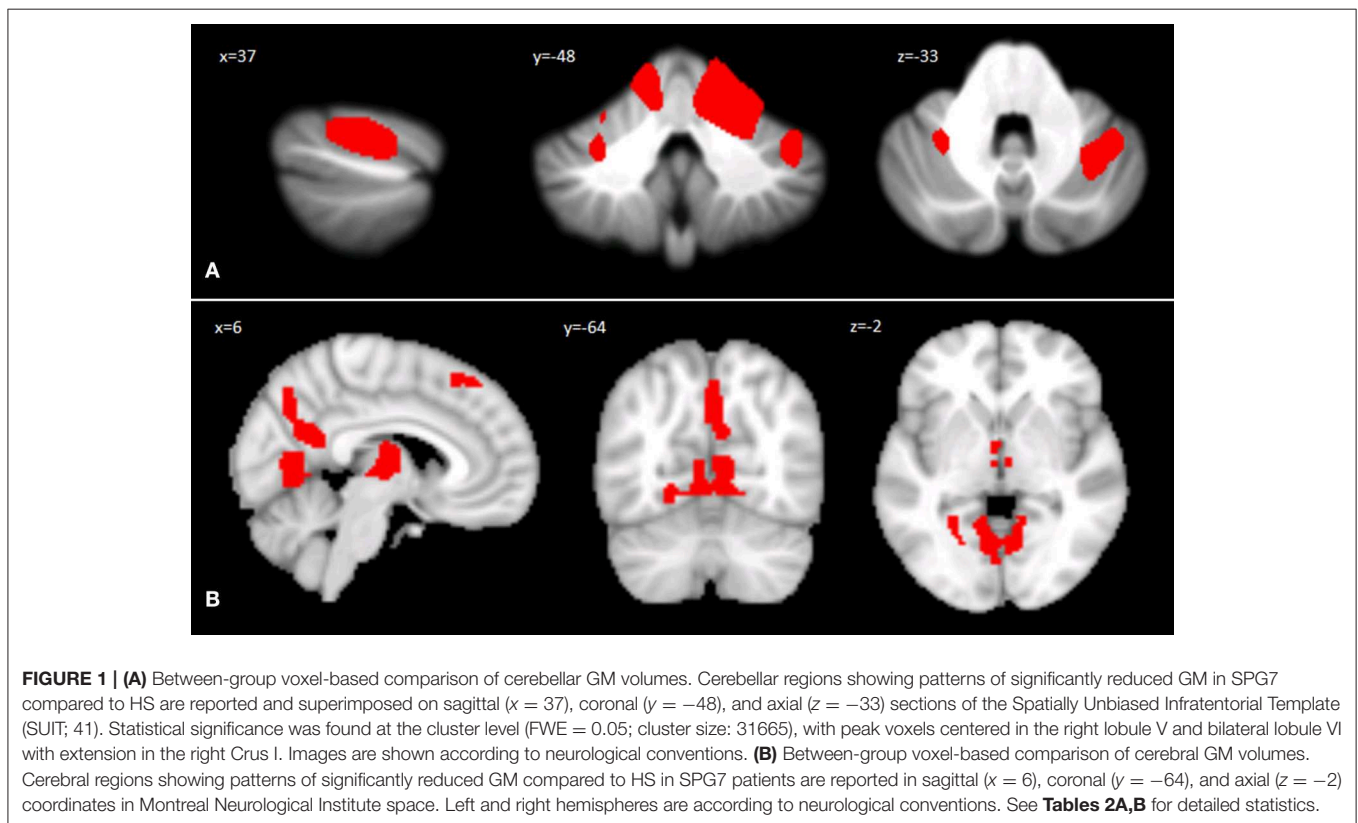 x=37
y=-48
z=-33
A
x=6
y=-64
z=-2
B
FIGURE 1 | (A) Between-group voxel-based comparison of cerebellar GM volumes. Cerebellar regions showing patterns of significantly reduced GM in SPG7
compared to HS are reported and superimposed on sagittal (x = 37), coronal (y = −48), and axial (z = −33) sections of the Spatially Unbiased Infratentorial Template
(SUIT; 41). Statistical significance was found at the cluster level (FWE = 0.05; cluster size: 31665), with peak voxels centered in the right lobule V and bilateral lobule VI
with extension in the right Crus I. Images are shown according to neurological conventions. (B) Between-group voxel-based comparison of cerebral GM volumes.
Cerebral regions showing patterns of significantly reduced GM compared to HS in SPG7 patients are reported in sagittal (x = 6), coronal (y = −64), and axial (z = −2)
coordinates in Montreal Neurological Institute space. Left and right hemispheres are according to neurological conventions. See Tables 2A,B for detailed statistics.